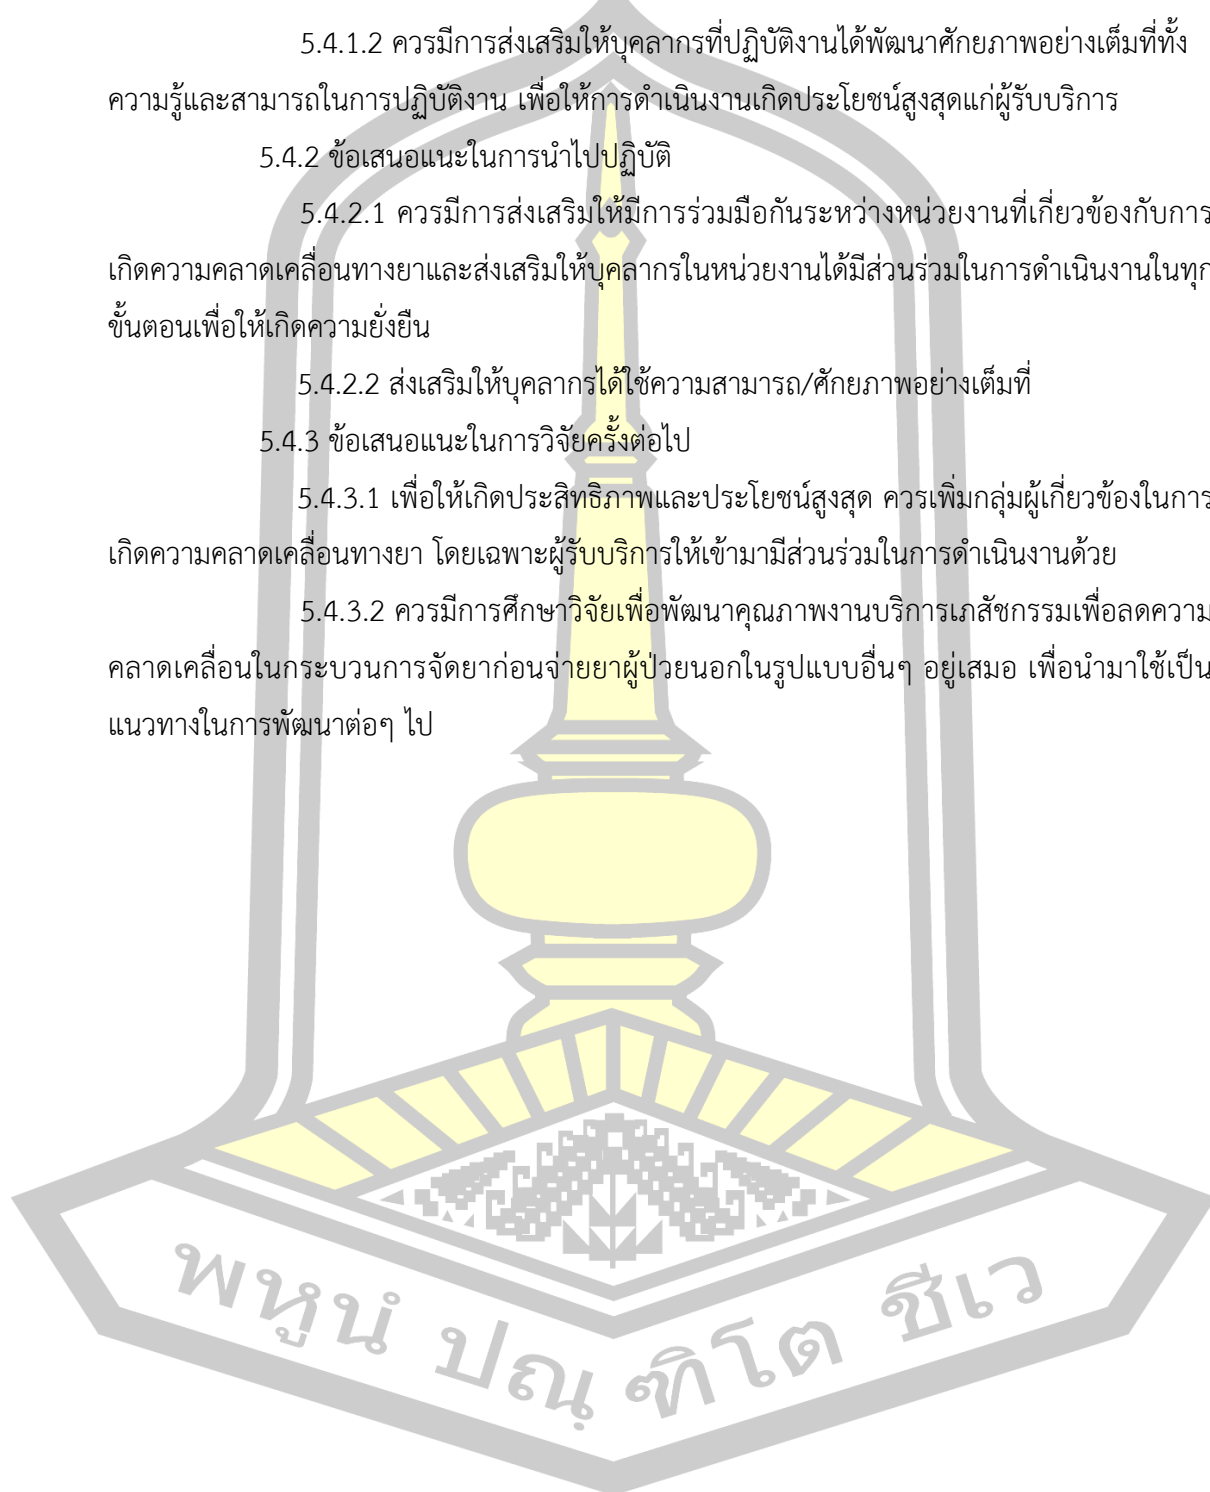 5.4.1.2 ควรมีการส่งเสริมให้บุคลากรที่ปฏิบัติงานได้พัฒนาศักยภาพอย่างเต็มที่ทั้ง
ความรู้และสามารถในการปฏิบัติงาน เพื่อให้การดำเนินงานเกิดประโยชน์สูงสุดแก่ผู้รับบริการ
5.4.2 ข้อเสนอแนะในการนำไปปฏิบัติ
5.4.2.1 ควรมีการส่งเสริมให้มีการร่วมมือกันระหว่างหน่วยงานที่เกี่ยวข้องกับการ
เกิดความคลาดเคลื่อนทางยาและส่งเสริมให้บุคลากรในหน่วยงานได้มีส่วนร่วมในการดำเนินงานในทุก
ขั้นตอนเพื่อให้เกิดความยั่งยืน
5.4.2.2 ส่งเสริมให้บุคลากรได้ใช้ความสามารถ/ศักยภาพอย่างเต็มที่
5.4.3 ข้อเสนอแนะในการวิจัยครั้งต่อไป
5.4.3.1 เพื่อให้เกิดประสิทธิภาพและประโยชน์สูงสุด ควรเพิ่มกลุ่มผู้เกี่ยวข้องในการ
เกิดความคลาดเคลื่อนทางยา โดยเฉพาะผู้รับบริการให้เข้ามามีส่วนร่วมในการดำเนินงานด้วย
5.4.3.2 ควรมีการศึกษาวิจัยเพื่อพัฒนาคุณภาพงานบริการเภสัชกรรมเพื่อลดความ
คลาดเคลื่อนในกระบวนการจัดยาก่อนจ่ายยาผู้ป่วยนอกในรูปแบบอื่นๆ อยู่เสมอ เพื่อนำมาใช้เป็น
แนวทางในการพัฒนาต่อๆ ไป
พหูนํ ปณฺ ฑิโต ชีเว